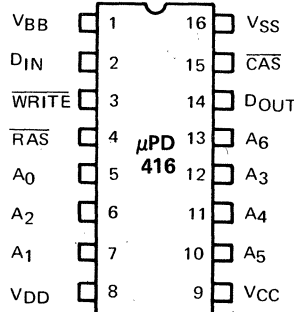 VBB 1 16 VSS
DIN 2 15 CAS
WRITE 3 14 DOUT
RAS 4 µPD 13 A6
A0 5 416 12 A3
A2 6 11 A4
A1 7 10 A5
VDD 8 9 VCC